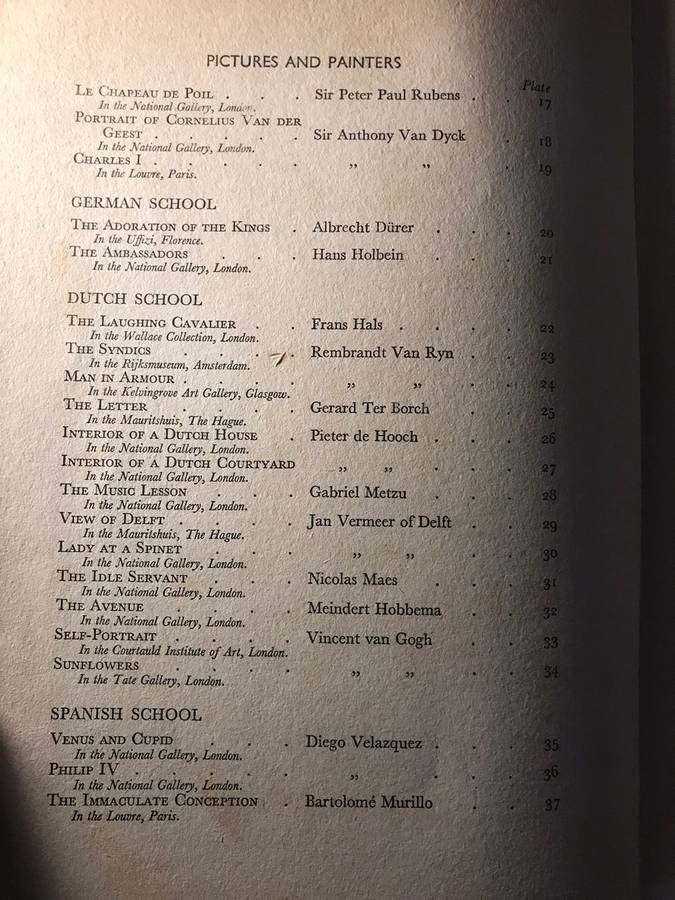 PICTURES AND PAINTERS
Plate
Le Chapeau de Poil . . . Sir Peter Paul Rubens . . 17
In the National Gallery, London.
Portrait of Cornelius Van der
Geest . . . . . Sir Anthony Van Dyck . 18
In the National Gallery, London.
Charles I . . . . . „ „ . . 19
In the Louvre, Paris.
GERMAN SCHOOL
The Adoration of the Kings . Albrecht Dürer . . . 20
In the Uffizi, Florence.
The Ambassadors . . . Hans Holbein . . . 21
In the National Gallery, London.
DUTCH SCHOOL
The Laughing Cavalier . . Frans Hals . . . . 22
In the Wallace Collection, London.
The Syndics . . . . Rembrandt Van Ryn . . 23
In the Rijksmuseum, Amsterdam.
Man in Armour . . . . „ „ . . 24
In the Kelvingrove Art Gallery, Glasgow.
The Letter . . . . Gerard Ter Borch . . 25
In the Mauritshuis, The Hague.
Interior of a Dutch House . Pieter de Hooch . . . 26
In the National Gallery, London.
Interior of a Dutch Courtyard „ „ . . . 27
In the National Gallery, London.
The Music Lesson . . . Gabriel Metzu . . . 28
In the National Gallery, London.
View of Delft . . . . Jan Vermeer of Delft . . 29
In the Mauritshuis, The Hague.
Lady at a Spinet . . . „ „ . . 30
In the National Gallery, London.
The Idle Servant . . . Nicolas Maes . . . 31
In the National Gallery, London.
The Avenue . . . . Meindert Hobbema . . 32
In the National Gallery, London.
Self-Portrait . . . . Vincent van Gogh . . 33
In the Courtauld Institute of Art, London.
Sunflowers . . . . „ „ . . 34
In the Tate Gallery, London.
SPANISH SCHOOL
Venus and Cupid . . . Diego Velazquez . . . 35
In the National Gallery, London.
Philip IV . . . . . „ . . . 36
In the National Gallery, London.
The Immaculate Conception . Bartolomé Murillo . . 37
In the Louvre, Paris.